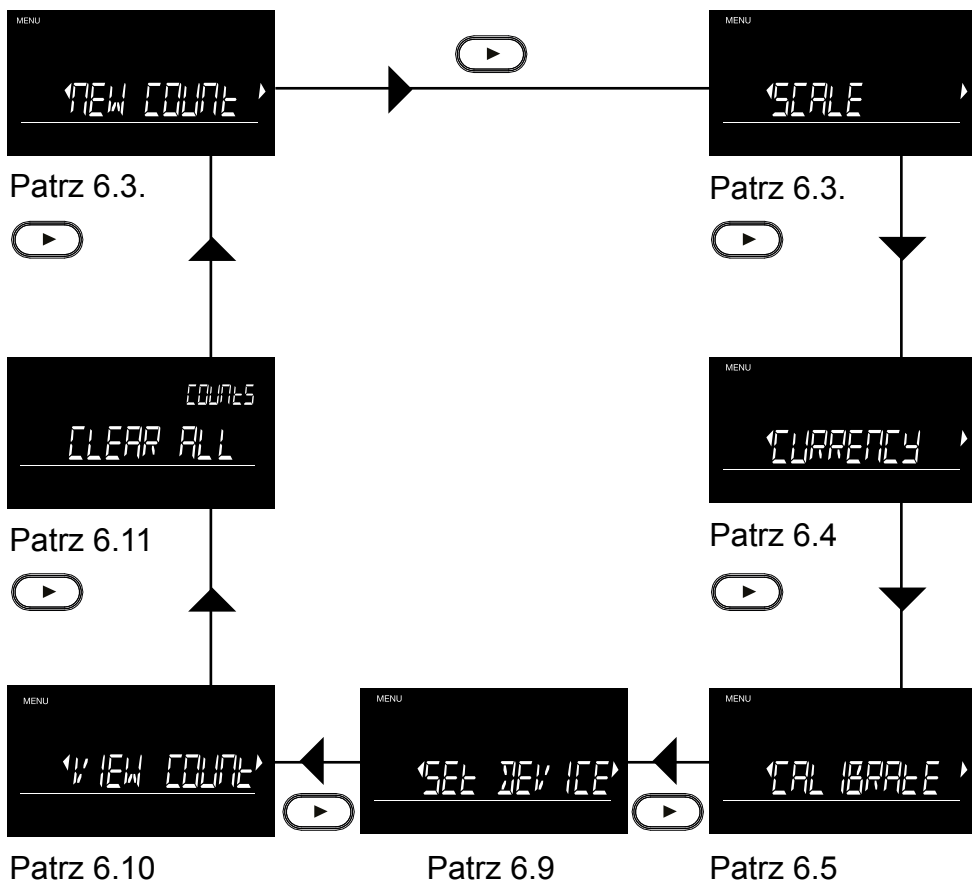 MENU
NEW COUNT
Patrz 6.3.
MENU
SCALE
Patrz 6.3.
MENU
CURRENCY
Patrz 6.4
MENU
CALIBRATE
Patrz 6.5
MENU
SET DEVICE
Patrz 6.9
MENU
VIEW COUNT
Patrz 6.10
COUNTS
CLEAR ALL
Patrz 6.11